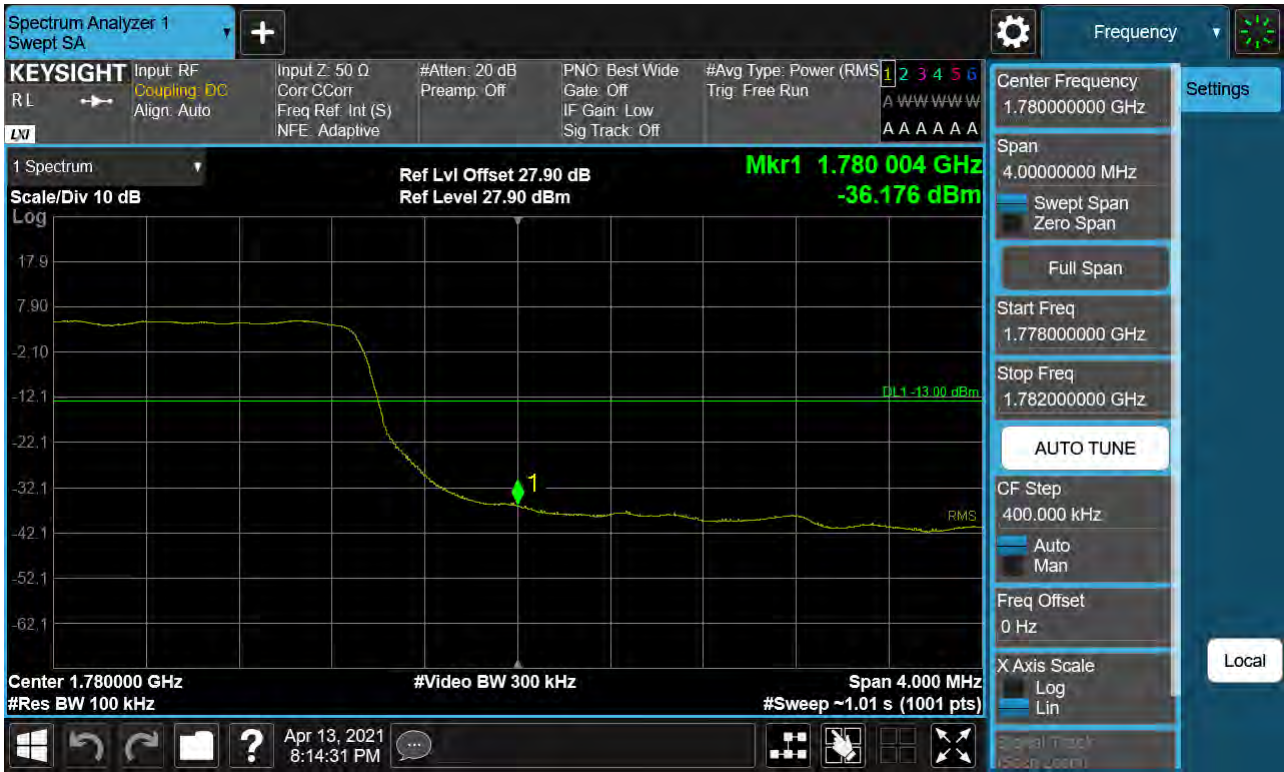 Spectrum Analyzer 1
Swept SA
+
Frequency
KEYSIGHT
RL
LXI
Input: RF
Coupling: DC
Align: Auto
Input Z: 50 Ω
Corr CCorr
Freq Ref: Int (S)
NFE: Adaptive
#Atten: 20 dB
Preamp: Off
PNO: Best Wide
Gate: Off
IF Gain: Low
Sig Track: Off
#Avg Type: Power (RMS
Trig: Free Run
1 2 3 4 5 6
A W W W W W
A A A A A A
1 Spectrum
Scale/Div 10 dB
Log
Ref Lvl Offset 27.90 dB
Ref Level 27.90 dBm
Mkr1 1.780 004 GHz
-36.176 dBm
17.9
7.90
-2.10
-12.1
DL1 -13.00 dBm
-22.1
-32.1
1
RMS
-42.1
-52.1
-62.1
Center 1.780000 GHz
#Res BW 100 kHz
#Video BW 300 kHz
Span 4.000 MHz
#Sweep ~1.01 s (1001 pts)
Center Frequency
1.780000000 GHz
Span
4.00000000 MHz
Swept Span
Zero Span
Full Span
Start Freq
1.778000000 GHz
Stop Freq
1.782000000 GHz
AUTO TUNE
CF Step
400.000 kHz
Auto
Man
Freq Offset
0 Hz
X Axis Scale
Log
Lin
Signal Track
(Span Zoom)
Settings
Local
?
Apr 13, 2021
8:14:31 PM